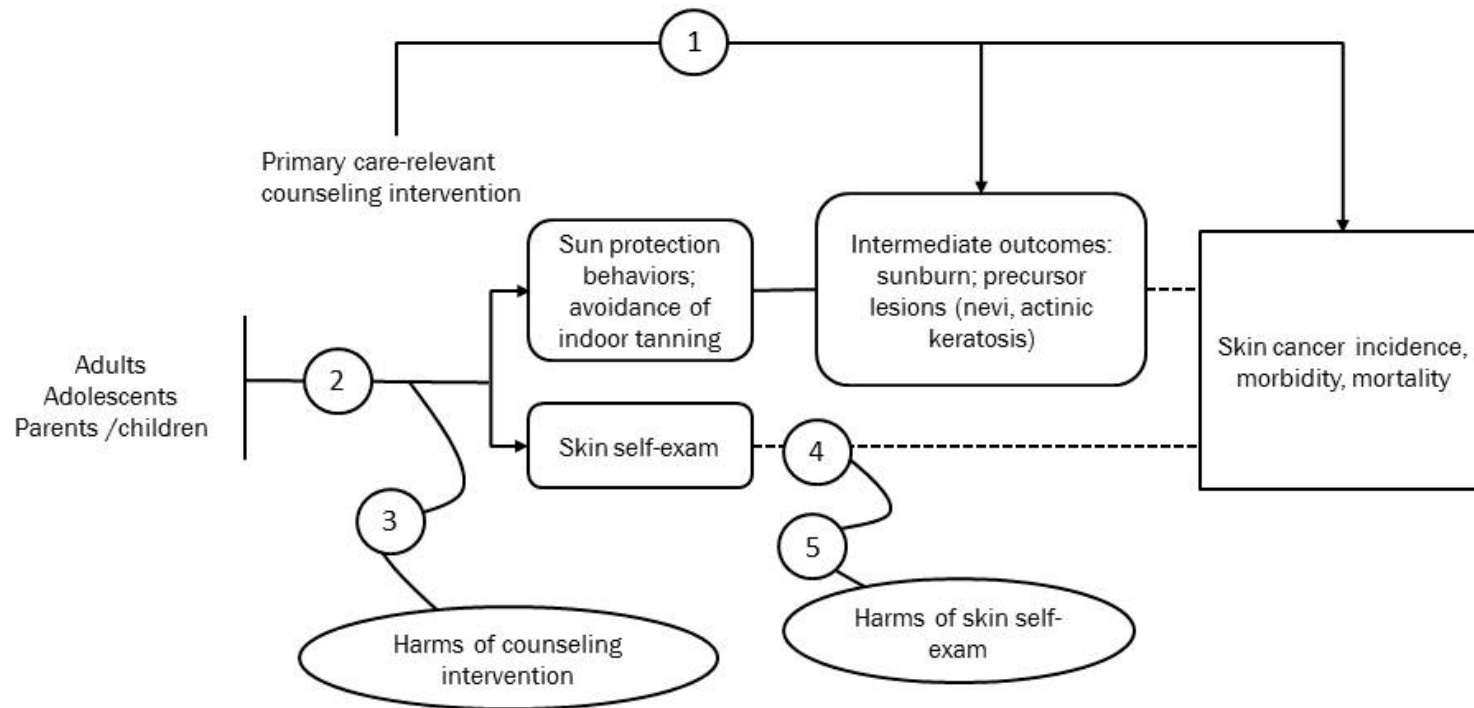 1
Primary care-relevant
counseling intervention
Sun protection
behaviors;
avoidance of
indoor tanning
Intermediate outcomes:
sunburn; precursor
lesions (nevi, actinic
keratosis)
Skin cancer incidence,
morbidity, mortality
Adults
Adolescents
Parents /children
2
Skin self-exam
4
3
5
Harms of counseling
intervention
Harms of skin self-
exam